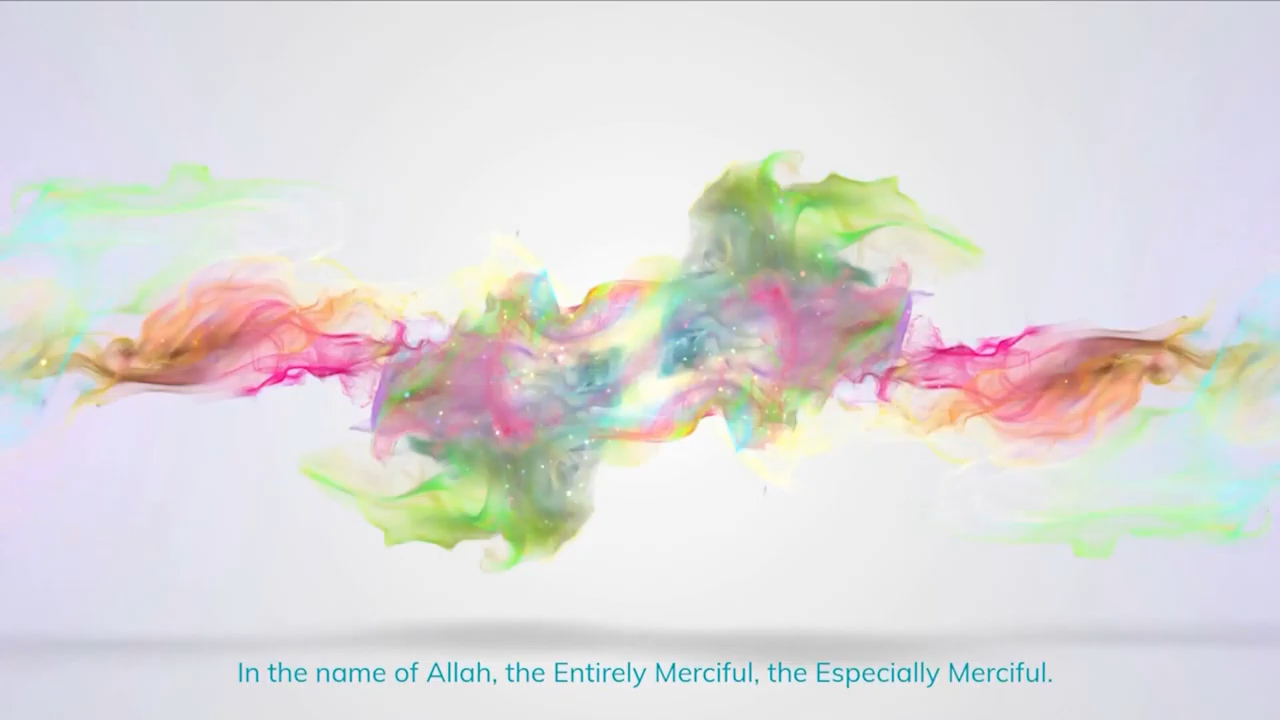 In the name of Allah, the Entirely Merciful, the Especially Merciful.